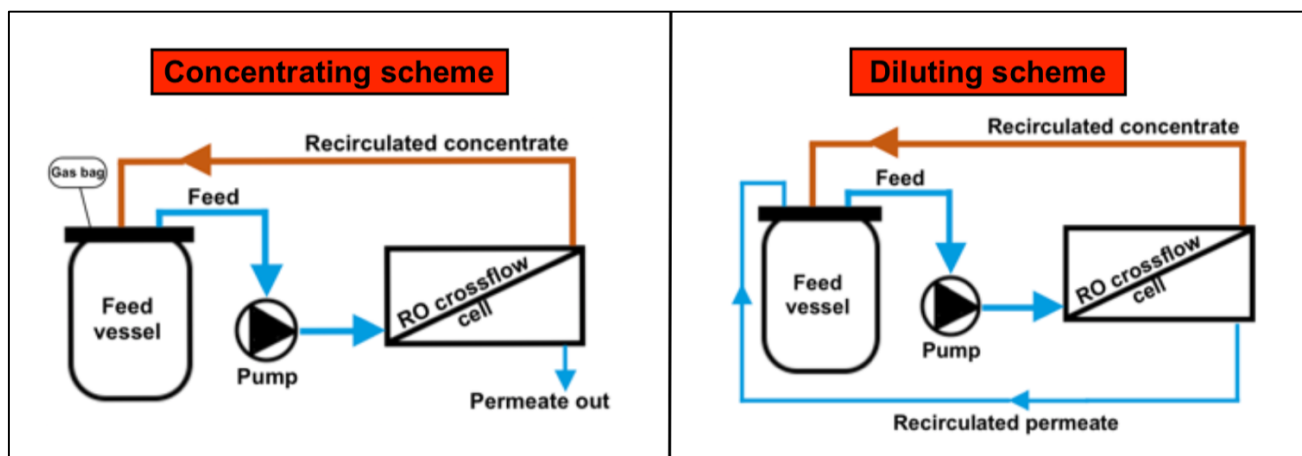 Concentrating scheme
Recirculated concentrate
Gas bag
Feed
Feed
vessel
RO crossflow
cell
Pump
Permeate out
Diluting scheme
Recirculated concentrate
Feed
Feed
vessel
RO crossflow
cell
Pump
Recirculated permeate